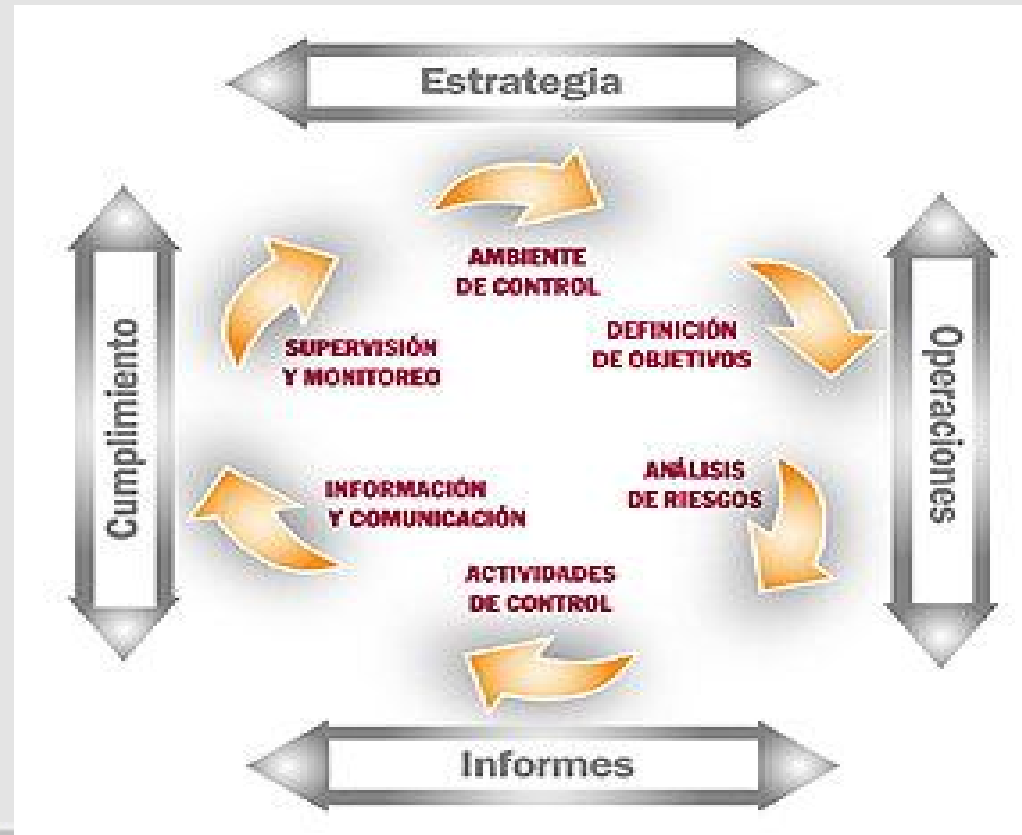 Estrategia
AMBIENTE
DE CONTROL
DEFINICIÓN
DE OBJETIVOS
SUPERVISIÓN
Y MONITOREO
Cumplimiento
Operaciones
ANÁLISIS
DE RIESGOS
INFORMACIÓN
Y COMUNICACIÓN
ACTIVIDADES
DE CONTROL
Informes